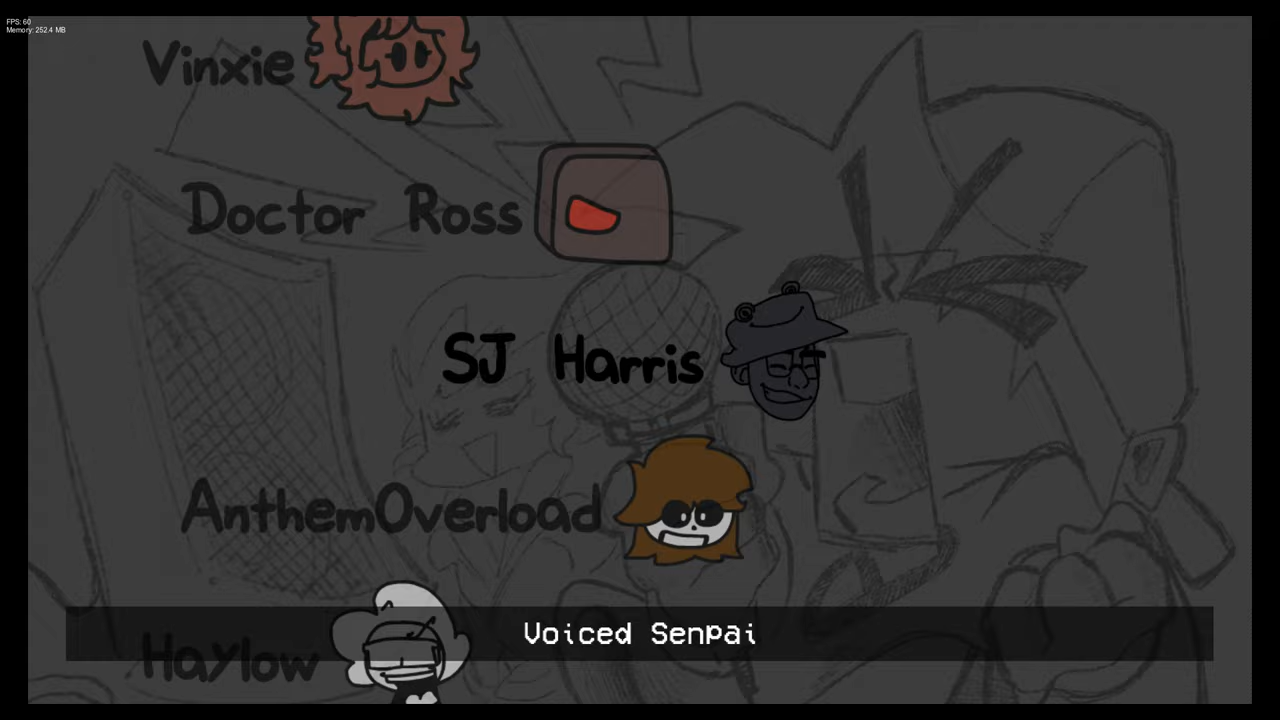 FPS: 60
Memory: 252.4 MB
Vinxie
Doctor Ross
SJ Harris
AnthemOverload
Haylow
Voiced Senpai